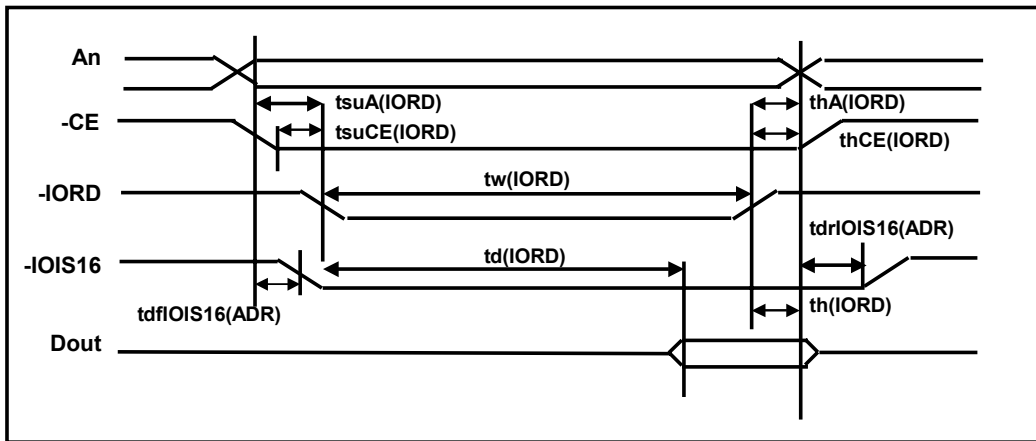 An
tsuA(IORD)
thA(IORD)
-CE
tsuCE(IORD)
thCE(IORD)
tw(IORD)
-IORD
tdrIOIS16(ADR)
td(IORD)
-IOIS16
tdfIOIS16(ADR)
th(IORD)
Dout